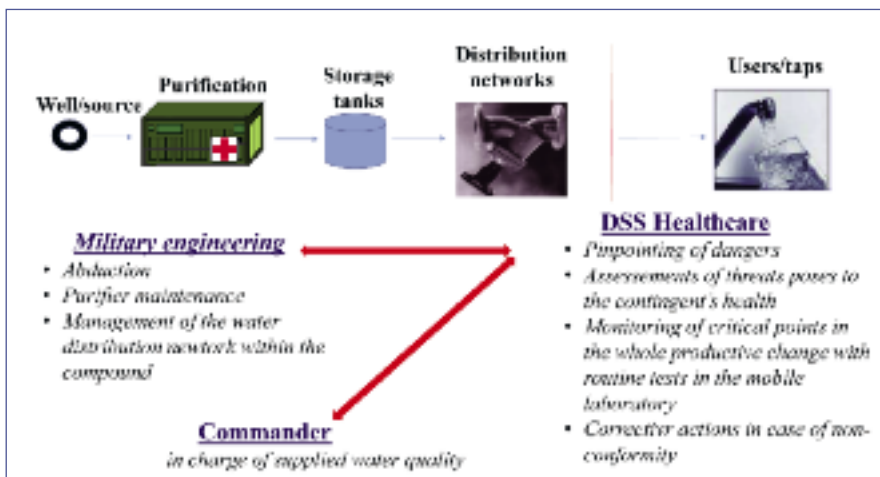 Well/source
Purification
Storage
tanks
Distribution
networks
Users/taps
Military engineering
• Abduction
• Purifier maintenance
• Management of the water
distribution newtork within the
compound
Commander
in charge of supplied water quality
DSS Healthcare
• Pinpointing of dangers
• Assessements of threats poses to
the contingent's health
• Monitoring of critical points in
the whole productive change with
routine tests in the mobile
laboratory
• Corrective actions in case of non-
conformity